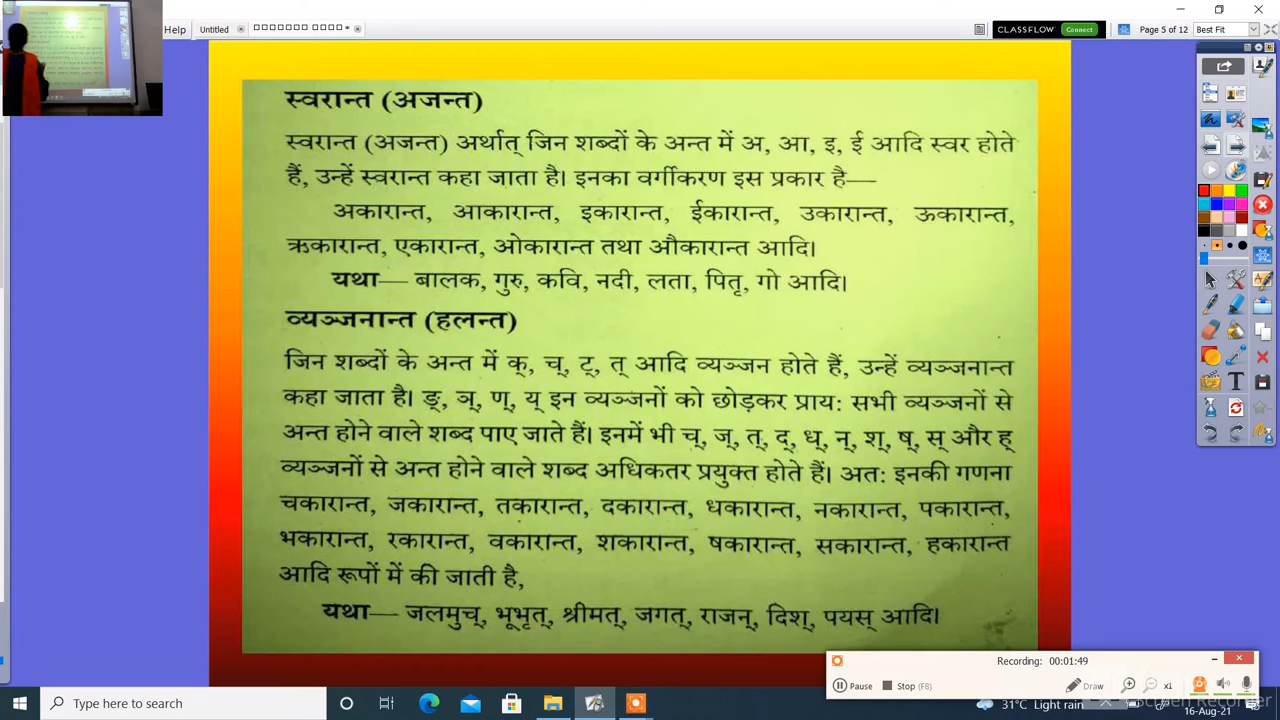 Help
Untitled
CLASSFLOW Connect
Page 5 of 12
Best Fit
स्वरान्त (अजन्त)
स्वरान्त (अजन्त) अर्थात् जिन शब्दों के अन्त में अ, आ, इ, ई आदि स्वर होते
हैं, उन्हें स्वरान्त कहा जाता है। इनका वर्गीकरण इस प्रकार है—
अकारान्त, आकारान्त, इकारान्त, ईकारान्त, उकारान्त, ऊकारान्त,
ऋकारान्त, एकारान्त, ओकारान्त तथा औकारान्त आदि।
यथा— बालक, गुरु, कवि, नदी, लता, पितृ, गो आदि।
व्यञ्जनान्त (हलन्त)
जिन शब्दों के अन्त में क्, च्, ट्, त् आदि व्यञ्जन होते हैं, उन्हें व्यञ्जनान्त
कहा जाता है। ङ्, ञ्, ण्, य् इन व्यञ्जनों को छोड़कर प्राय: सभी व्यञ्जनों से
अन्त होने वाले शब्द पाए जाते हैं। इनमें भी च्, ज्, त्, द्, ध्, न्, श्, ष्, स् और ह्
व्यञ्जनों से अन्त होने वाले शब्द अधिकतर प्रयुक्त होते हैं। अत: इनकी गणना
चकारान्त, जकारान्त, तकारान्त, दकारान्त, धकारान्त, नकारान्त, पकारान्त,
भकारान्त, रकारान्त, वकारान्त, शकारान्त, षकारान्त, सकारान्त, हकारान्त
आदि रूपों में की जाती है,
यथा— जलमुच्, भूभृत्, श्रीमत्, जगत्, राजन्, दिश्, पयस् आदि।
Recording: 00:01:49
Pause Stop (F8) Draw x1
Screen Recorder
Type here to search
31°C Light rain
16-Aug-21